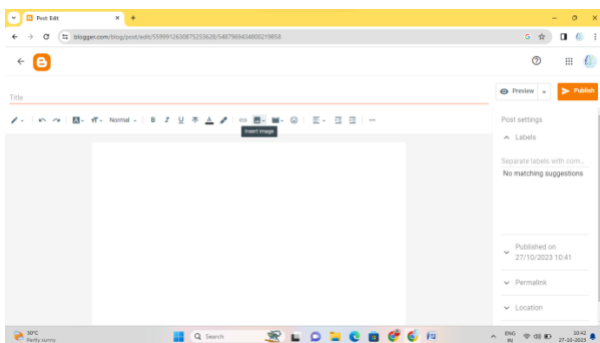 Post: Edit
blogger.com/blog/post/edit/5599912630875253628/5487969434800219858
Title
Preview
Publish
Normal
B I U
Insert image
Post settings
Labels
Separate labels with com...
No matching suggestions
Published on
27/10/2023 10:41
Permalink
Location
30°C
Partly sunny
Search
ENG
IN
10:42
27-10-2023